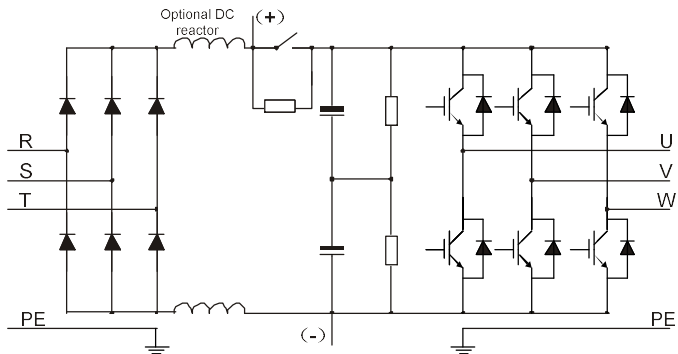 Optional DC
reactor
(+)
R
S
T
U
V
W
PE
(-)
PE